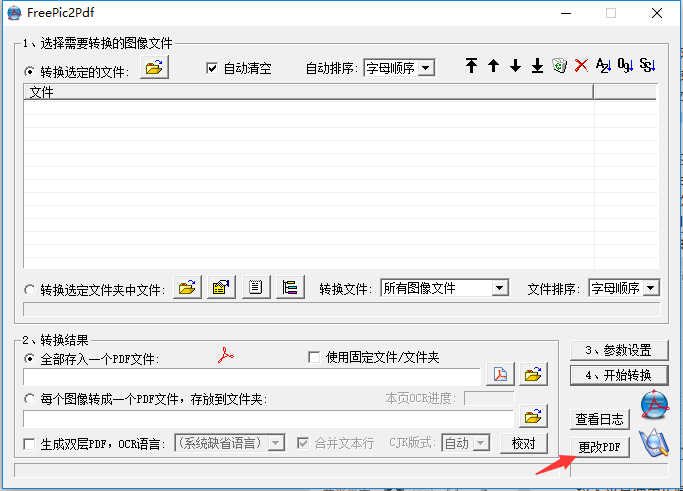 FreePic2Pdf
1、选择需要转换的图像文件
转换选定的文件:
自动清空
自动排序: 字母顺序
文件
转换选定文件夹中文件:
转换文件: 所有图像文件
文件排序: 字母顺序
2、转换结果
全部存入一个PDF文件:
使用固定文件/文件夹
3、参数设置
4、开始转换
每个图像转成一个PDF文件，存放到文件夹:
本页OCR进度:
查看日志
生成双层PDF，OCR语言: (系统缺省语言)
合并文本行
CJK版式: 自动
校对
更改PDF